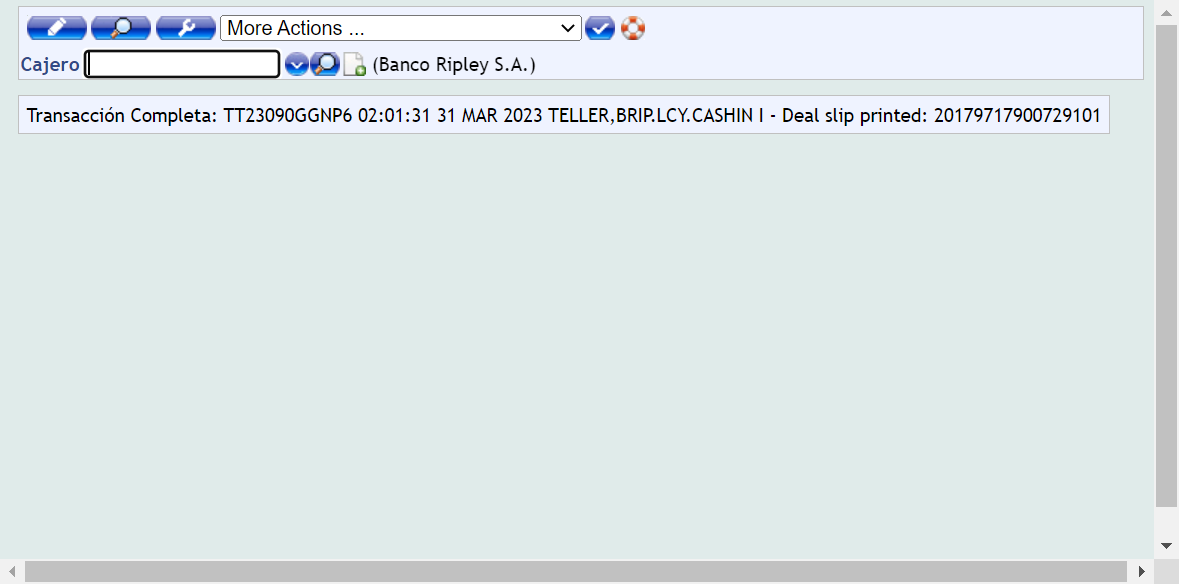 More Actions ...
Cajero (Banco Ripley S.A.)
Transacción Completa: TT23090GGNP6 02:01:31 31 MAR 2023 TELLER,BRIP.LCY.CASHIN I - Deal slip printed: 20179717900729101